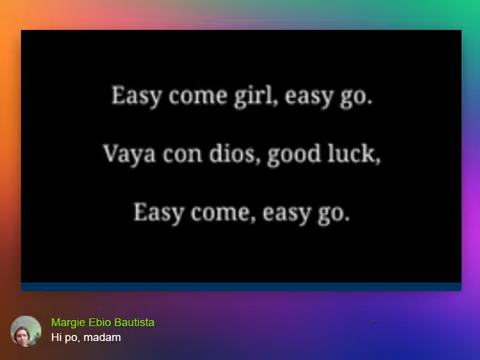 Easy come girl, easy go.
Vaya con dios, good luck,
Easy come, easy go.
Margie Ebio Bautista
Hi po, madam